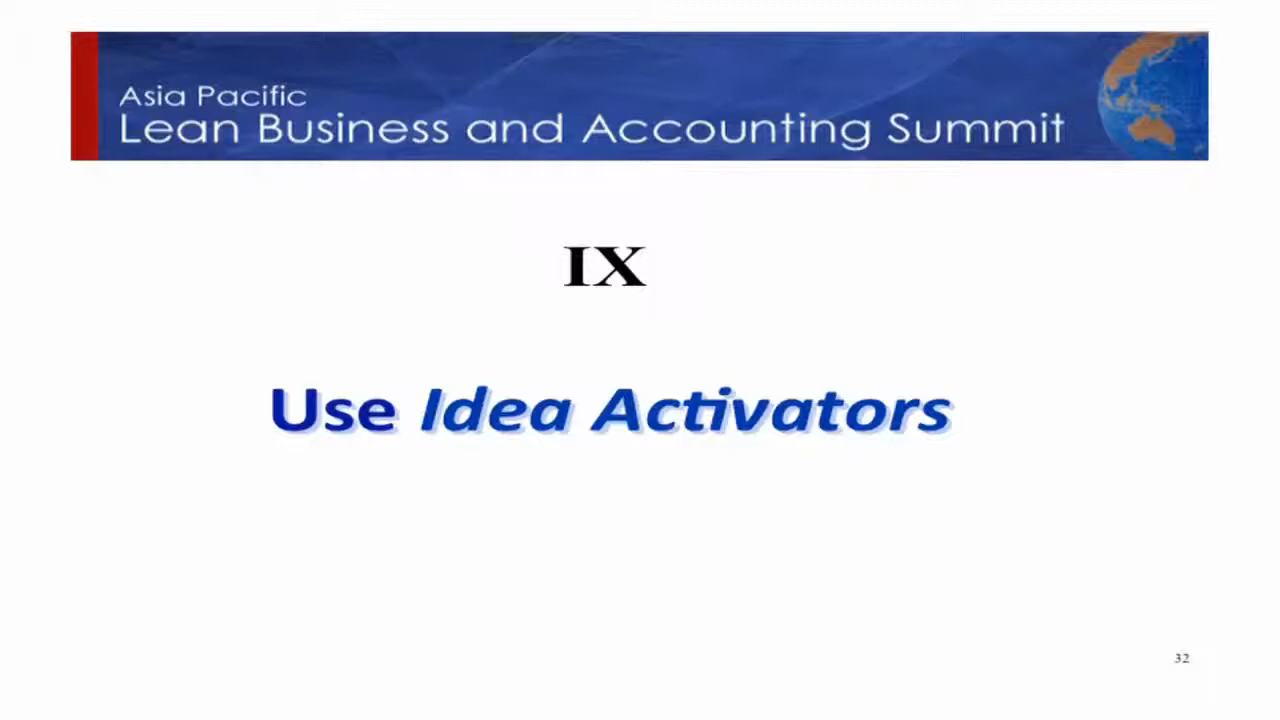 Asia Pacific
Lean Business and Accounting Summit
IX
Use Idea Activators
32